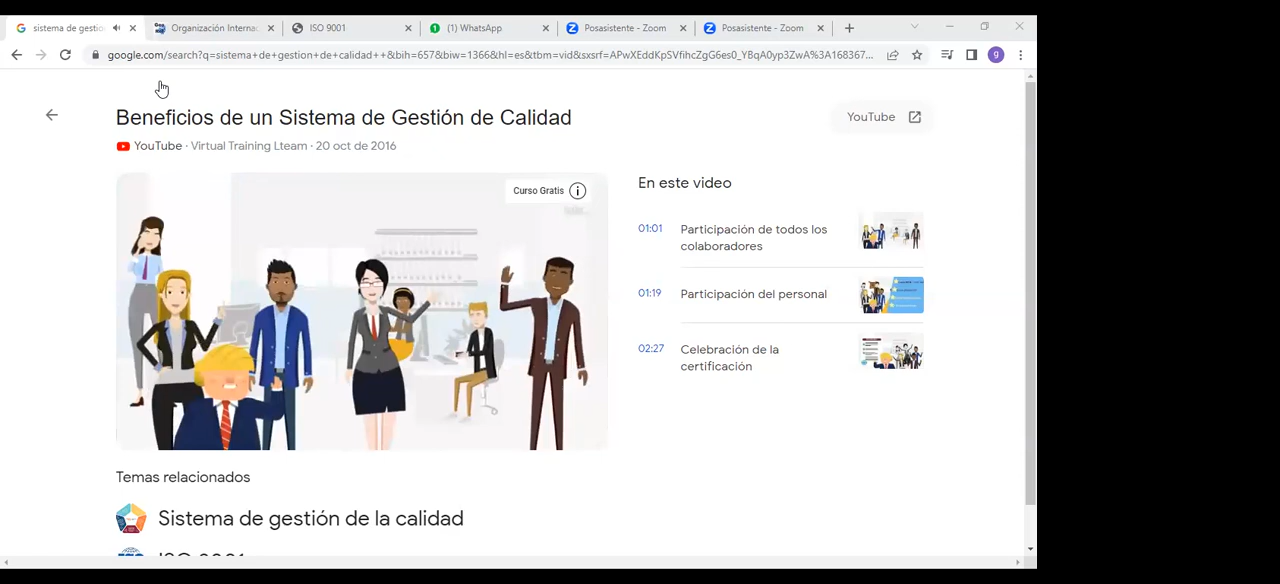 sistema de gestio
Organización Interna
ISO 9001
(1) WhatsApp
Posasistente - Zoom
Posasistente - Zoom
google.com/search?q=sistema+de+gestion+de+calidad++&bih=657&biw=1366&hl=es&tbm=vid&sxsrf=APwXEddKpSVfihcZgG6es0_YBqA0yp3ZwA%3A168367...
g
Beneficios de un Sistema de Gestión de Calidad
YouTube
YouTube · Virtual Training Lteam · 20 oct de 2016
Curso Gratis
En este video
01:01 Participación de todos los
colaboradores
01:19 Participación del personal
02:27 Celebración de la
certificación
Temas relacionados
Sistema de gestión de la calidad
ISO 9001